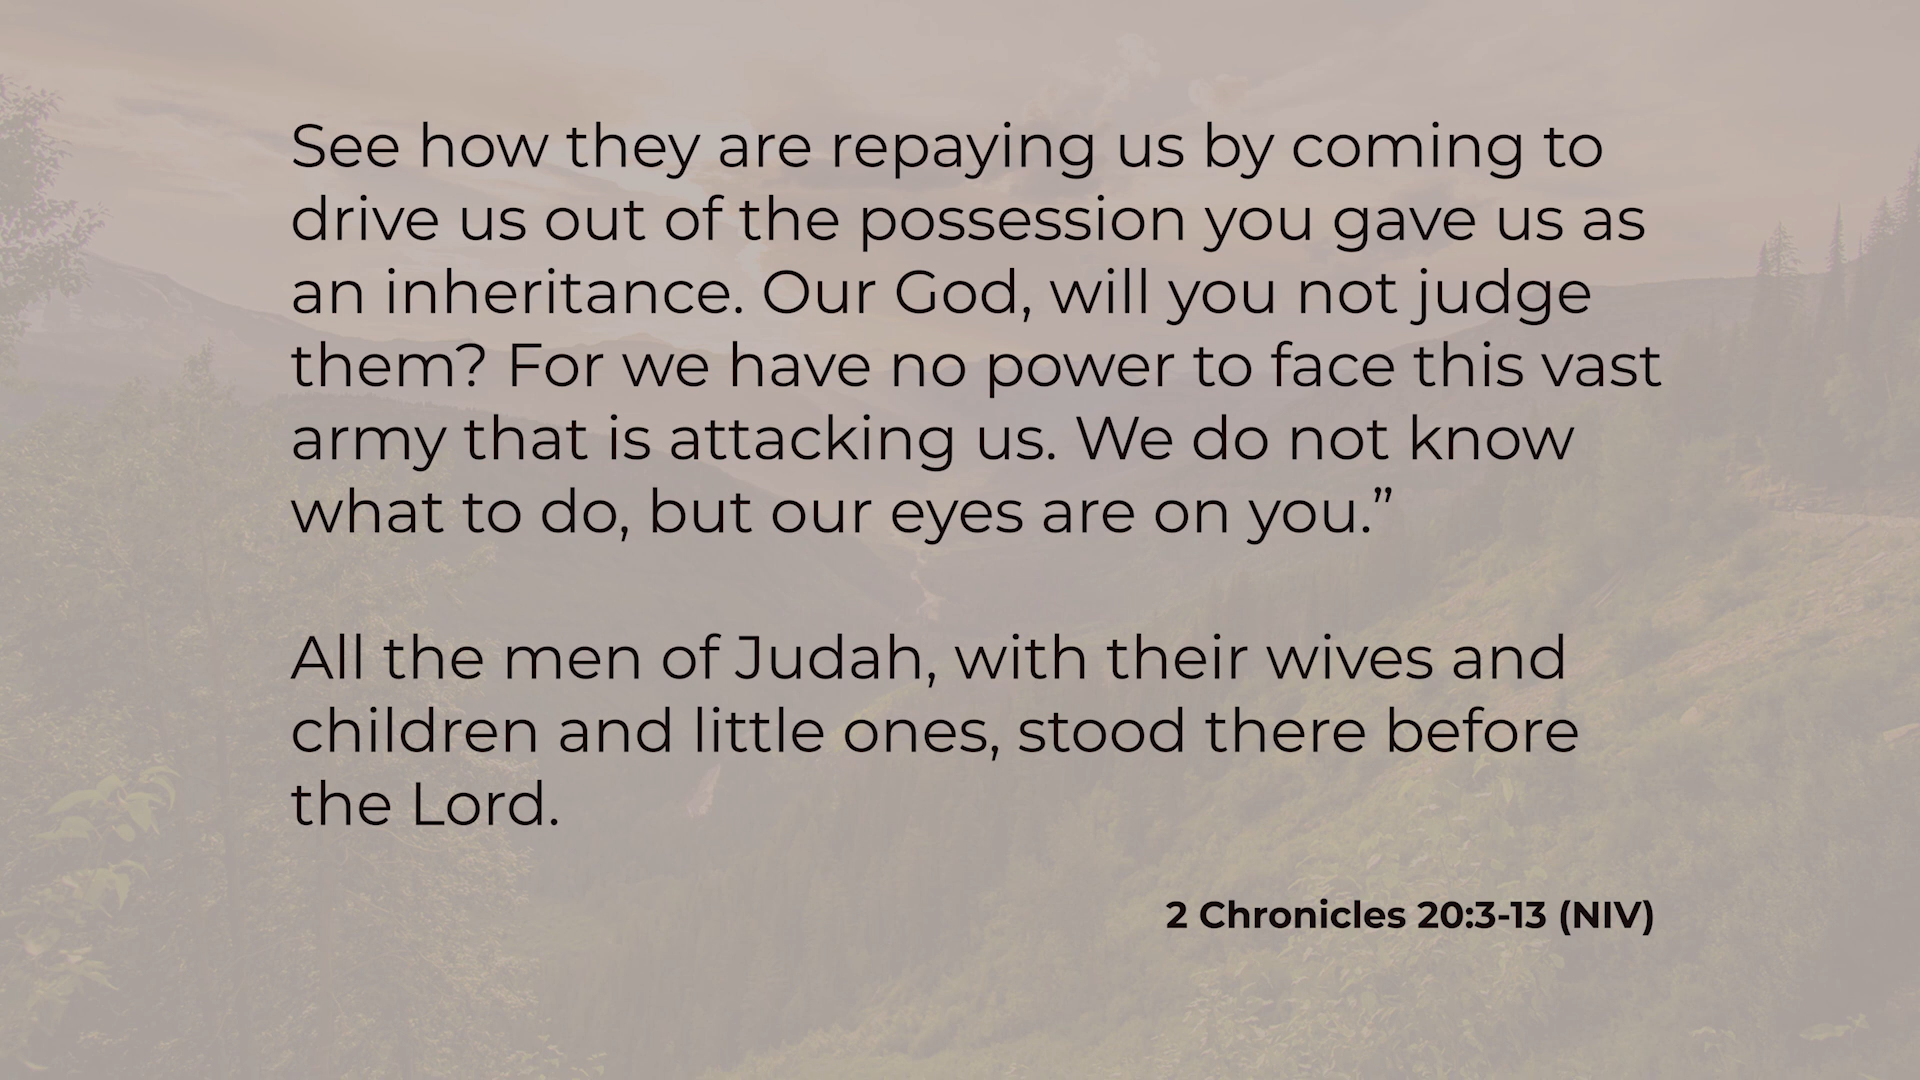 See how they are repaying us by coming to
drive us out of the possession you gave us as
an inheritance. Our God, will you not judge
them? For we have no power to face this vast
army that is attacking us. We do not know
what to do, but our eyes are on you.”
All the men of Judah, with their wives and
children and little ones, stood there before
the Lord.
2 Chronicles 20:3-13 (NIV)